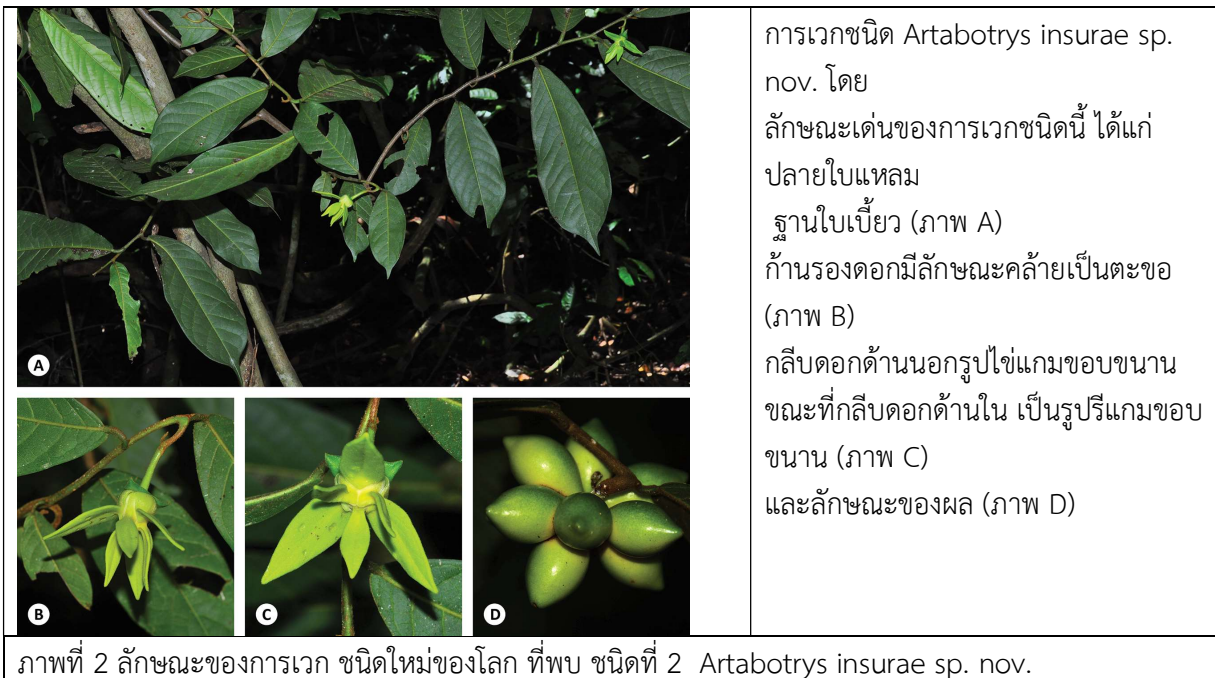 การเวกชนิด Artabotrys insurae sp.
nov. โดย
ลักษณะเด่นของการเวกชนิดนี้ ได้แก่
ปลายใบแหลม
ฐานใบเบี้ยว (ภาพ A)
ก้านรองดอกมีลักษณะคล้ายเป็นตะขอ
(ภาพ B)
กลีบดอกด้านนอกรูปไข่แกมขอบขนาน
ขณะที่กลีบดอกด้านใน เป็นรูปรีแกมขอบ
ขนาน (ภาพ C)
และลักษณะของผล (ภาพ D)
A
B
C
D
ภาพที่ 2 ลักษณะของการเวก ชนิดใหม่ของโลก ที่พบ ชนิดที่ 2 Artabotrys insurae sp. nov.